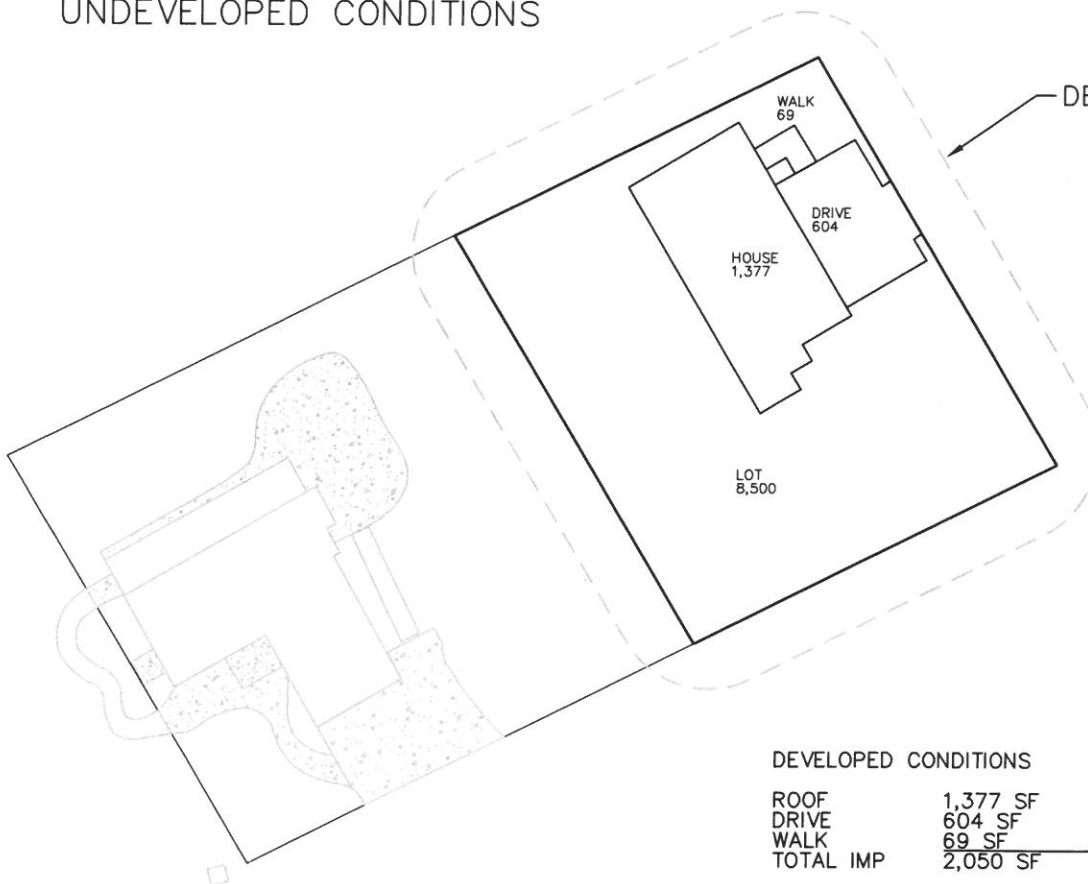 UNDEVELOPED CONDITIONS
DE
WALK
69
DRIVE
604
HOUSE
1,377
LOT
8,500
DEVELOPED CONDITIONS
ROOF 1,377 SF
DRIVE 604 SF
WALK 69 SF
TOTAL IMP 2,050 SF